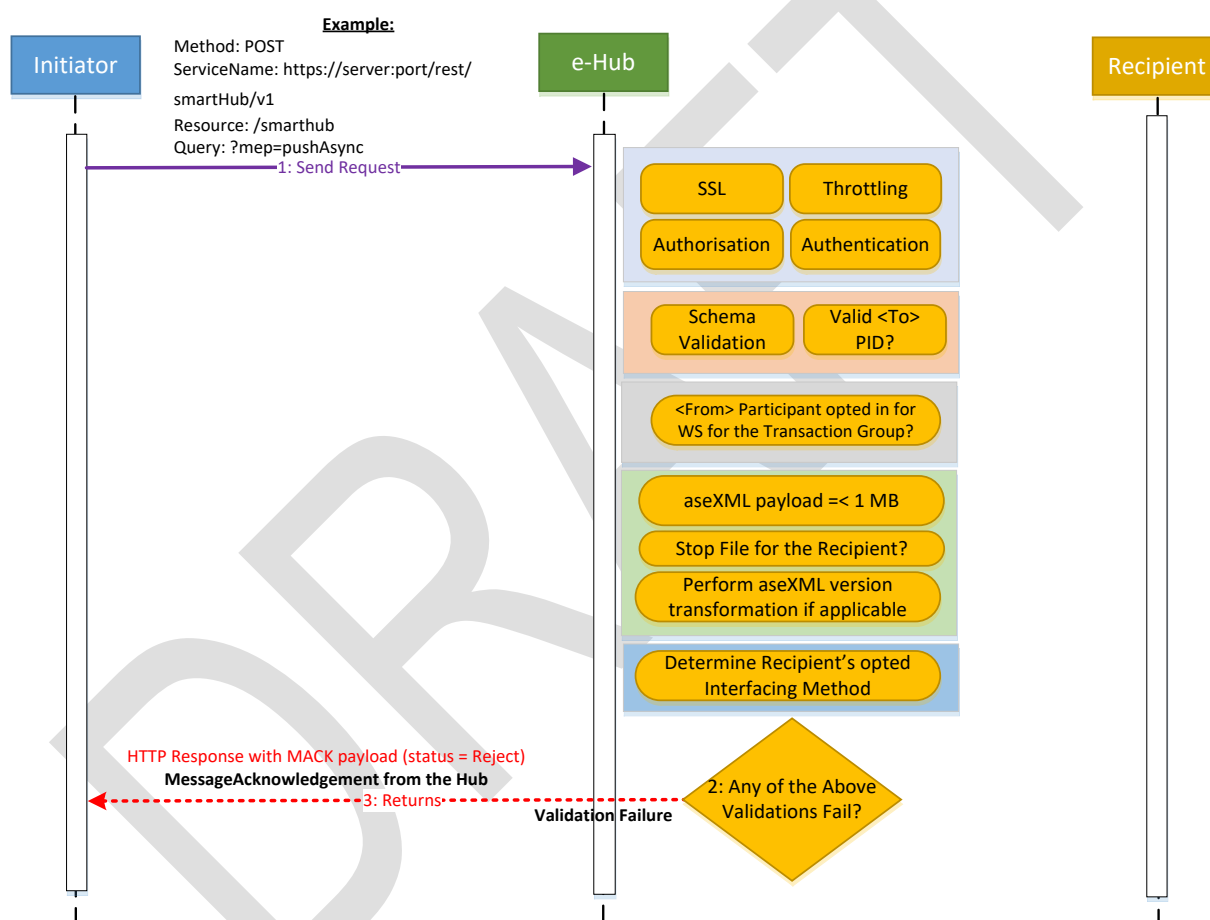 Example:
Method: POST
ServiceName: https://server:port/rest/
smartHub/v1
Resource: /smarthub
Query: ?mep=pushAsync
Initiator
e-Hub
Recipient
1: Send Request
SSL
Throttling
Authorisation
Authentication
Schema
Validation
Valid <To>
PID?
<From> Participant opted in for
WS for the Transaction Group?
aseXML payload =< 1 MB
Stop File for the Recipient?
Perform aseXML version
transformation if applicable
Determine Recipient's opted
Interfacing Method
2: Any of the Above
Validations Fail?
HTTP Response with MACK payload (status = Reject)
MessageAcknowledgement from the Hub
3: Returns
Validation Failure
DRAFT